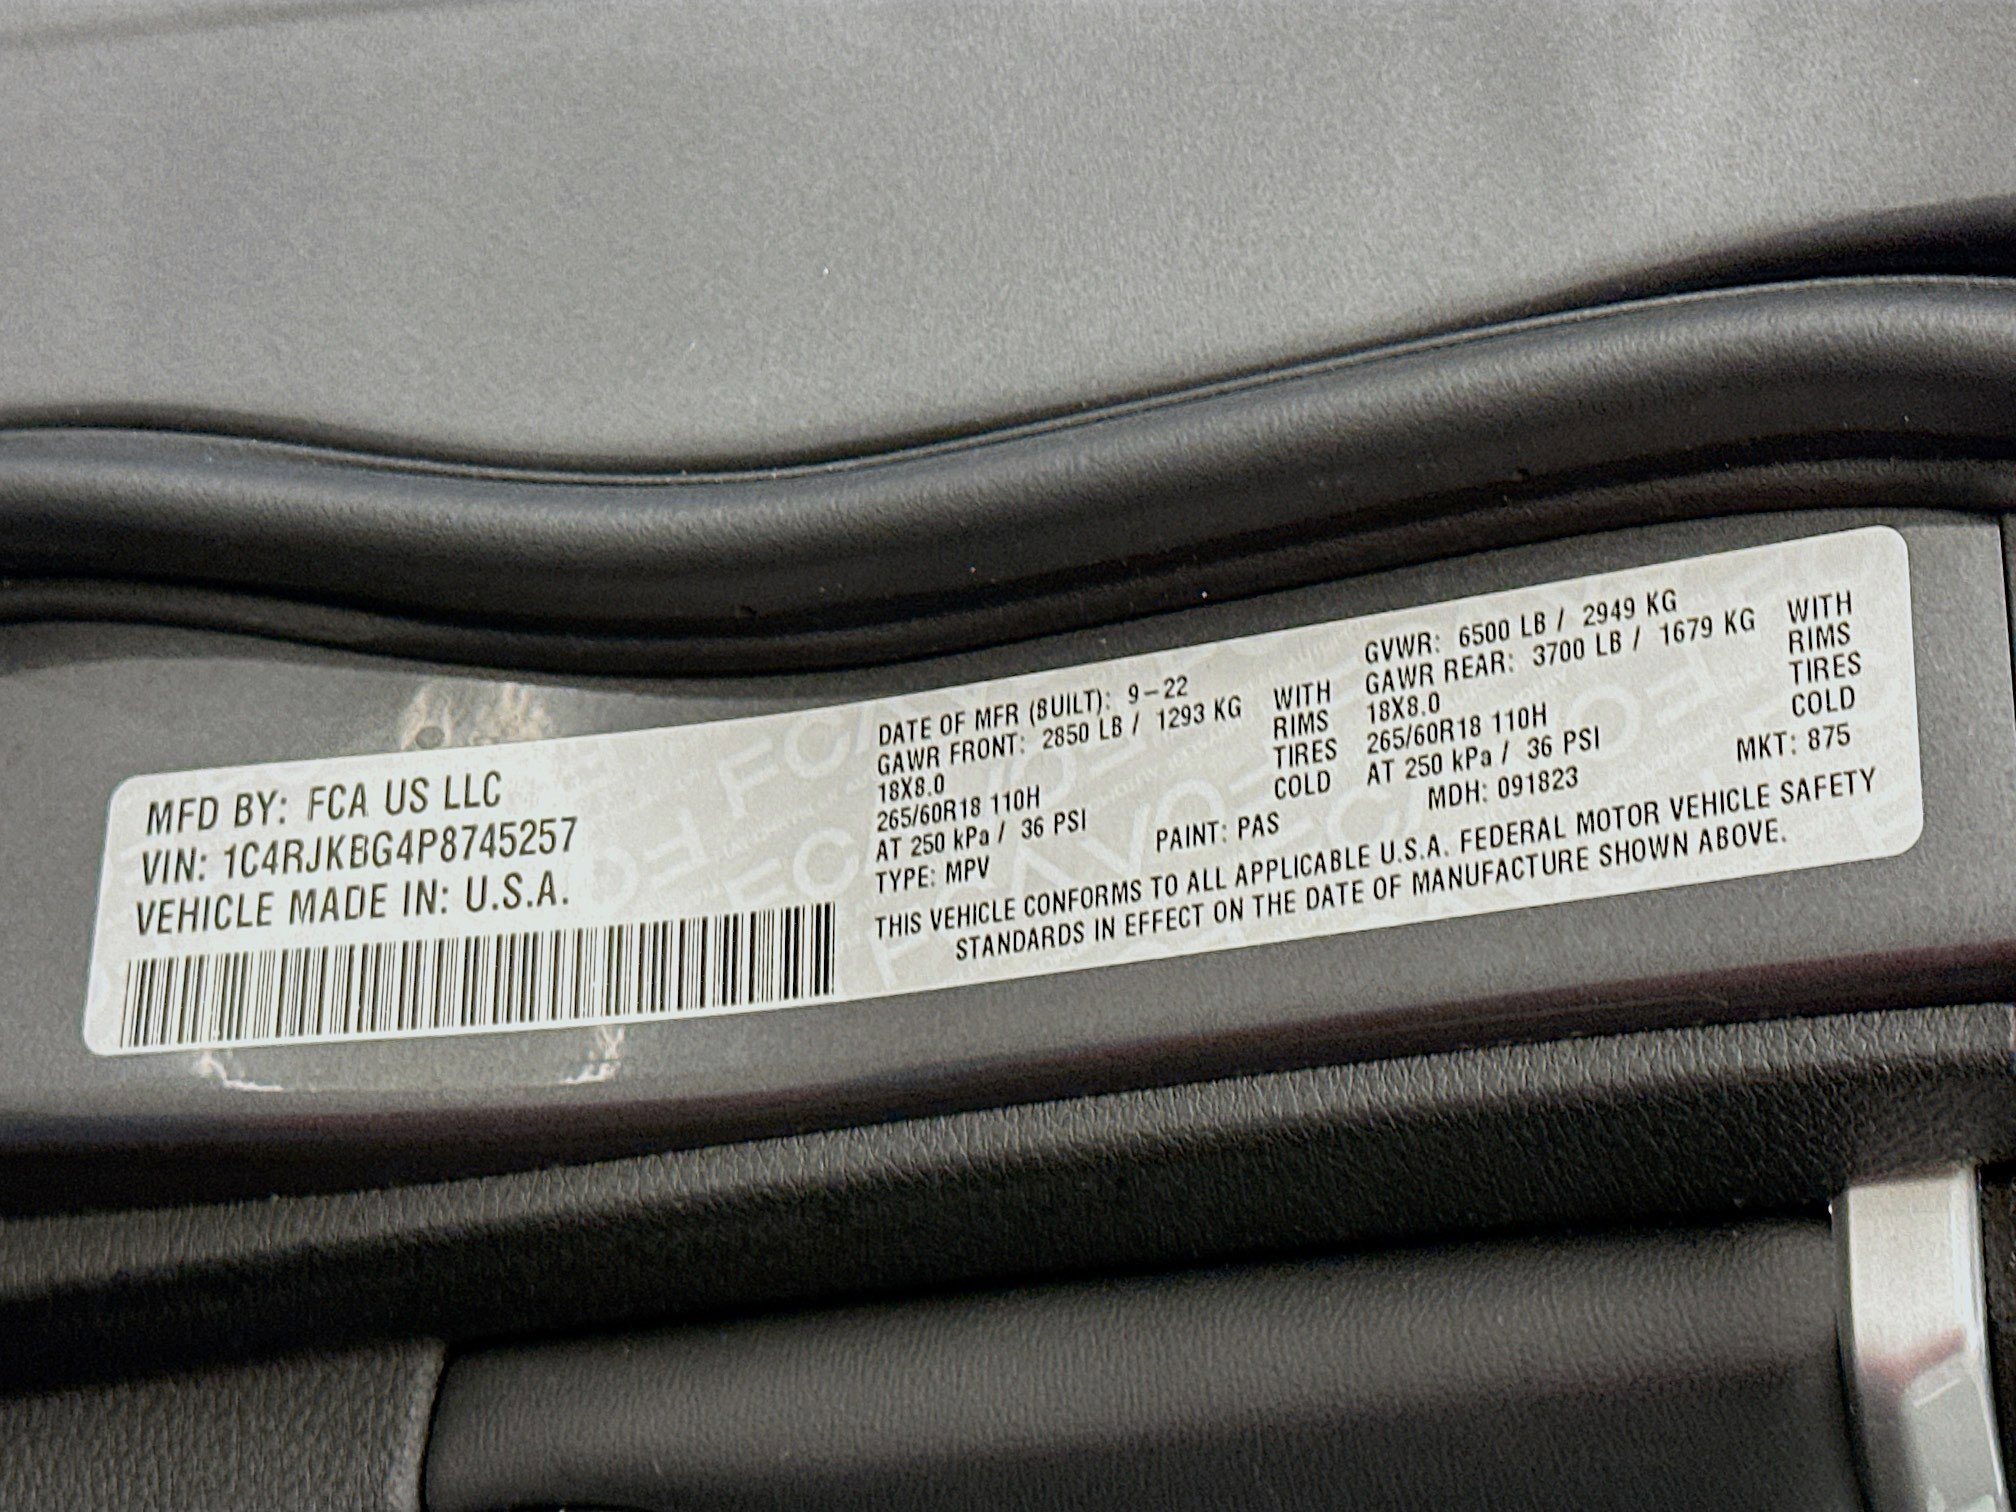 MFD BY: FCA US LLC
VIN: 1C4RJKBG4P8745257
VEHICLE MADE IN: U.S.A.
DATE OF MFR (BUILT): 9-22
GAWR FRONT: 2850 LB / 1293 KG WITH
18X8.0 RIMS
265/60R18 110H TIRES
AT 250 kPa / 36 PSI COLD
TYPE: MPV PAINT: PAS
GVWR: 6500 LB / 2949 KG
GAWR REAR: 3700 LB / 1679 KG WITH
18X8.0 RIMS
265/60R18 110H TIRES
AT 250 kPa / 36 PSI COLD
MDH: 091823 MKT: 875
THIS VEHICLE CONFORMS TO ALL APPLICABLE U.S.A. FEDERAL MOTOR VEHICLE SAFETY
STANDARDS IN EFFECT ON THE DATE OF MANUFACTURE SHOWN ABOVE.